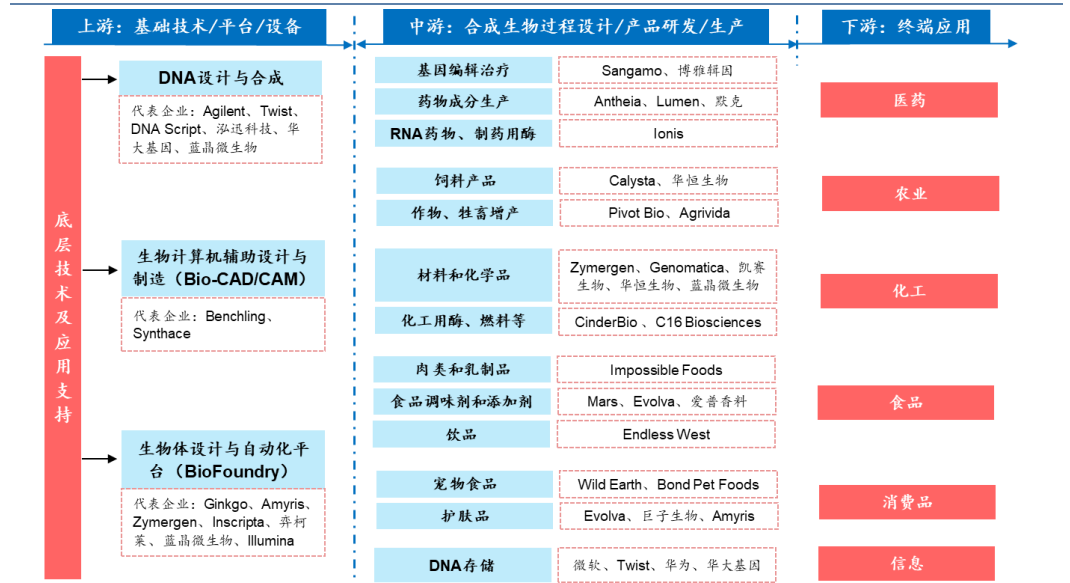 上游：基础技术/平台/设备
中游：合成生物过程设计/产品研发/生产
下游：终端应用
底层技术及应用支持
DNA设计与合成
代表企业：Agilent、Twist、
DNA Script、泓迅科技、华
大基因、蓝晶微生物
生物计算机辅助设计与
制造（Bio-CAD/CAM）
代表企业：Benchling、
Synthace
生物体设计与自动化平
台（BioFoundry）
代表企业：Ginkgo、Amyris、
Zymergen、Inscripta、弈柯
莱、蓝晶微生物、Illumina
基因编辑治疗
Sangamo、博雅辑因
药物成分生产
Antheia、Lumen、默克
RNA药物、制药用酶
Ionis
医药
饲料产品
Calysta、华恒生物
作物、牲畜增产
Pivot Bio、Agrivida
农业
材料和化学品
Zymergen、Genomatica、凯赛
生物、华恒生物、蓝晶微生物
化工用酶、燃料等
CinderBio 、C16 Biosciences
化工
肉类和乳制品
Impossible Foods
食品调味剂和添加剂
Mars、Evolva、爱普香料
饮品
Endless West
食品
宠物食品
Wild Earth、Bond Pet Foods
护肤品
Evolva、巨子生物、Amyris
消费品
DNA存储
微软、Twist、华为、华大基因
信息